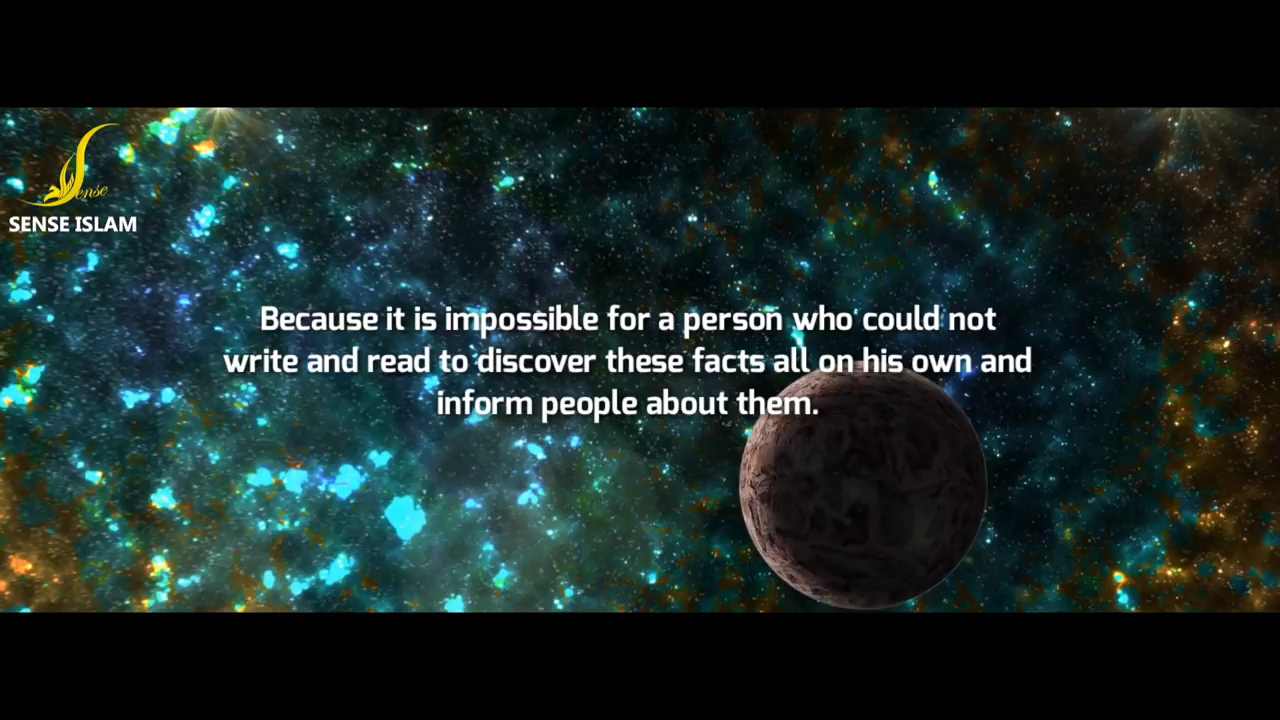 ense
SENSE ISLAM
Because it is impossible for a person who could not
write and read to discover these facts all on his own and
inform people about them.